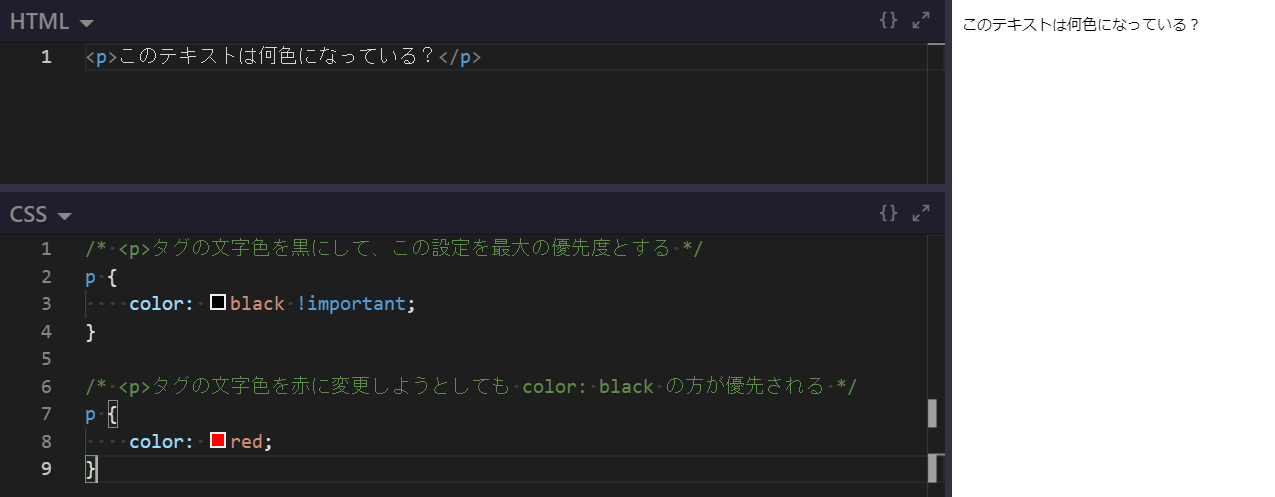 HTML
{}
このテキストは何色になっている？
1 <p>このテキストは何色になっている？</p>
CSS
{}
1 /* <p>タグの文字色を黒にして、この設定を最大の優先度とする */
2 p {
3 color: black !important;
4 }
5
6 /* <p>タグの文字色を赤に変更しようとしても color: black の方が優先される */
7 p {
8 color: red;
9 }